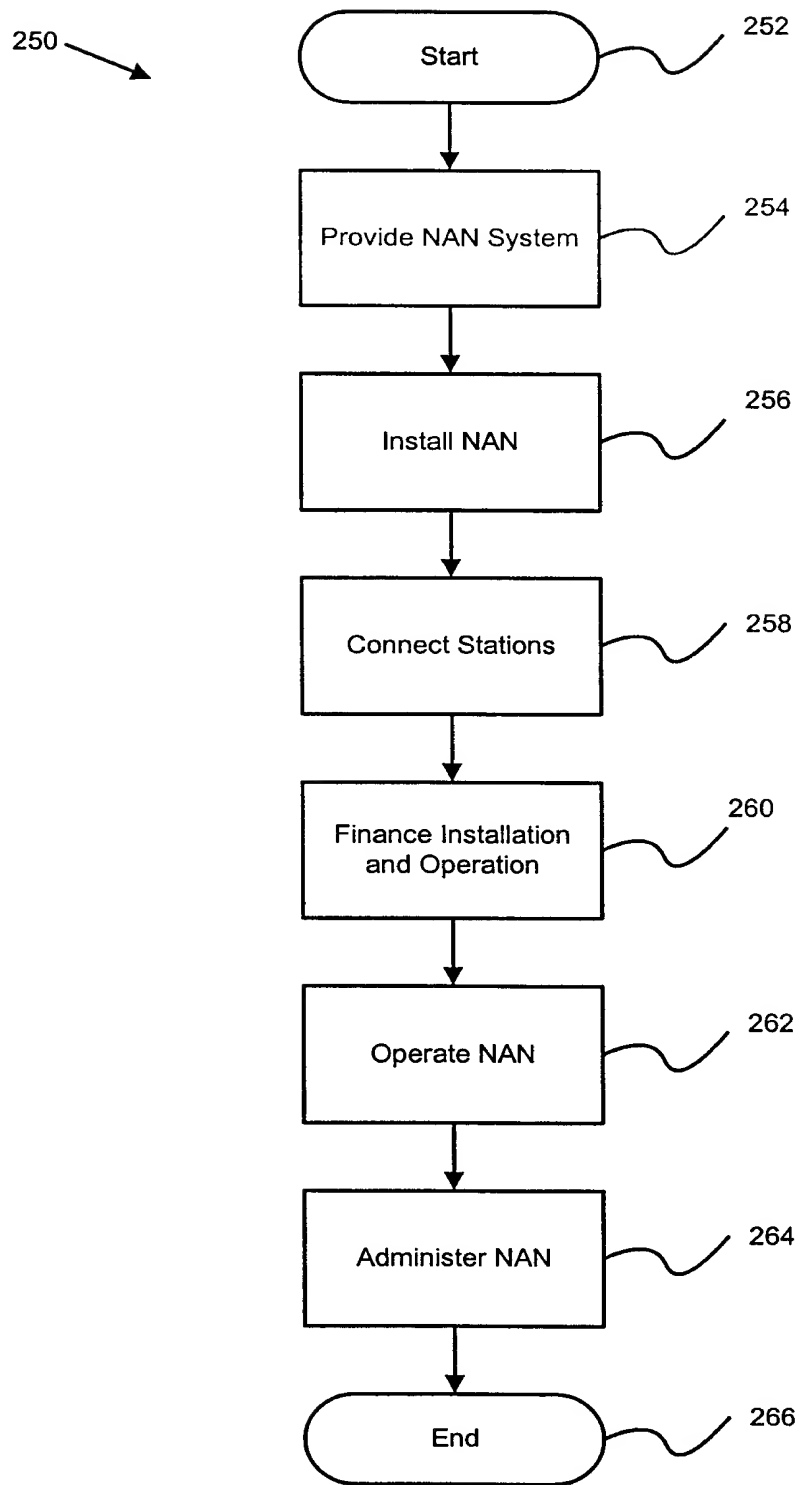 250
Start
252
Provide NAN System
254
Install NAN
256
Connect Stations
258
Finance Installation
and Operation
260
Operate NAN
262
Administer NAN
264
End
266